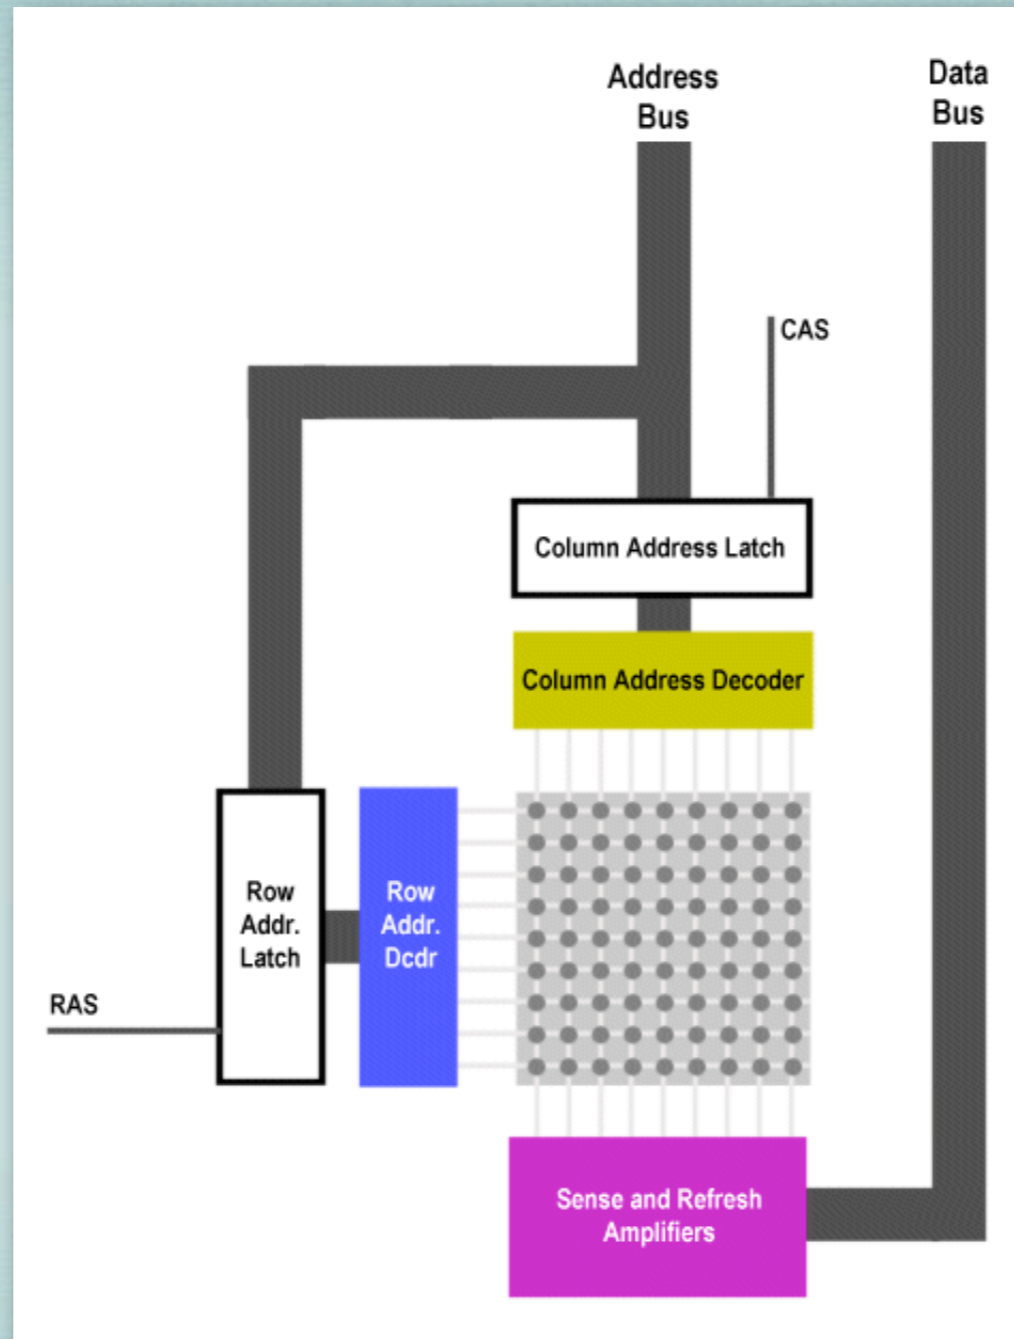 Address
Bus
Data
Bus
CAS
Column Address Latch
Column Address Decoder
Row
Addr.
Latch
Row
Addr.
Dcdr
RAS
Sense and Refresh
Amplifiers